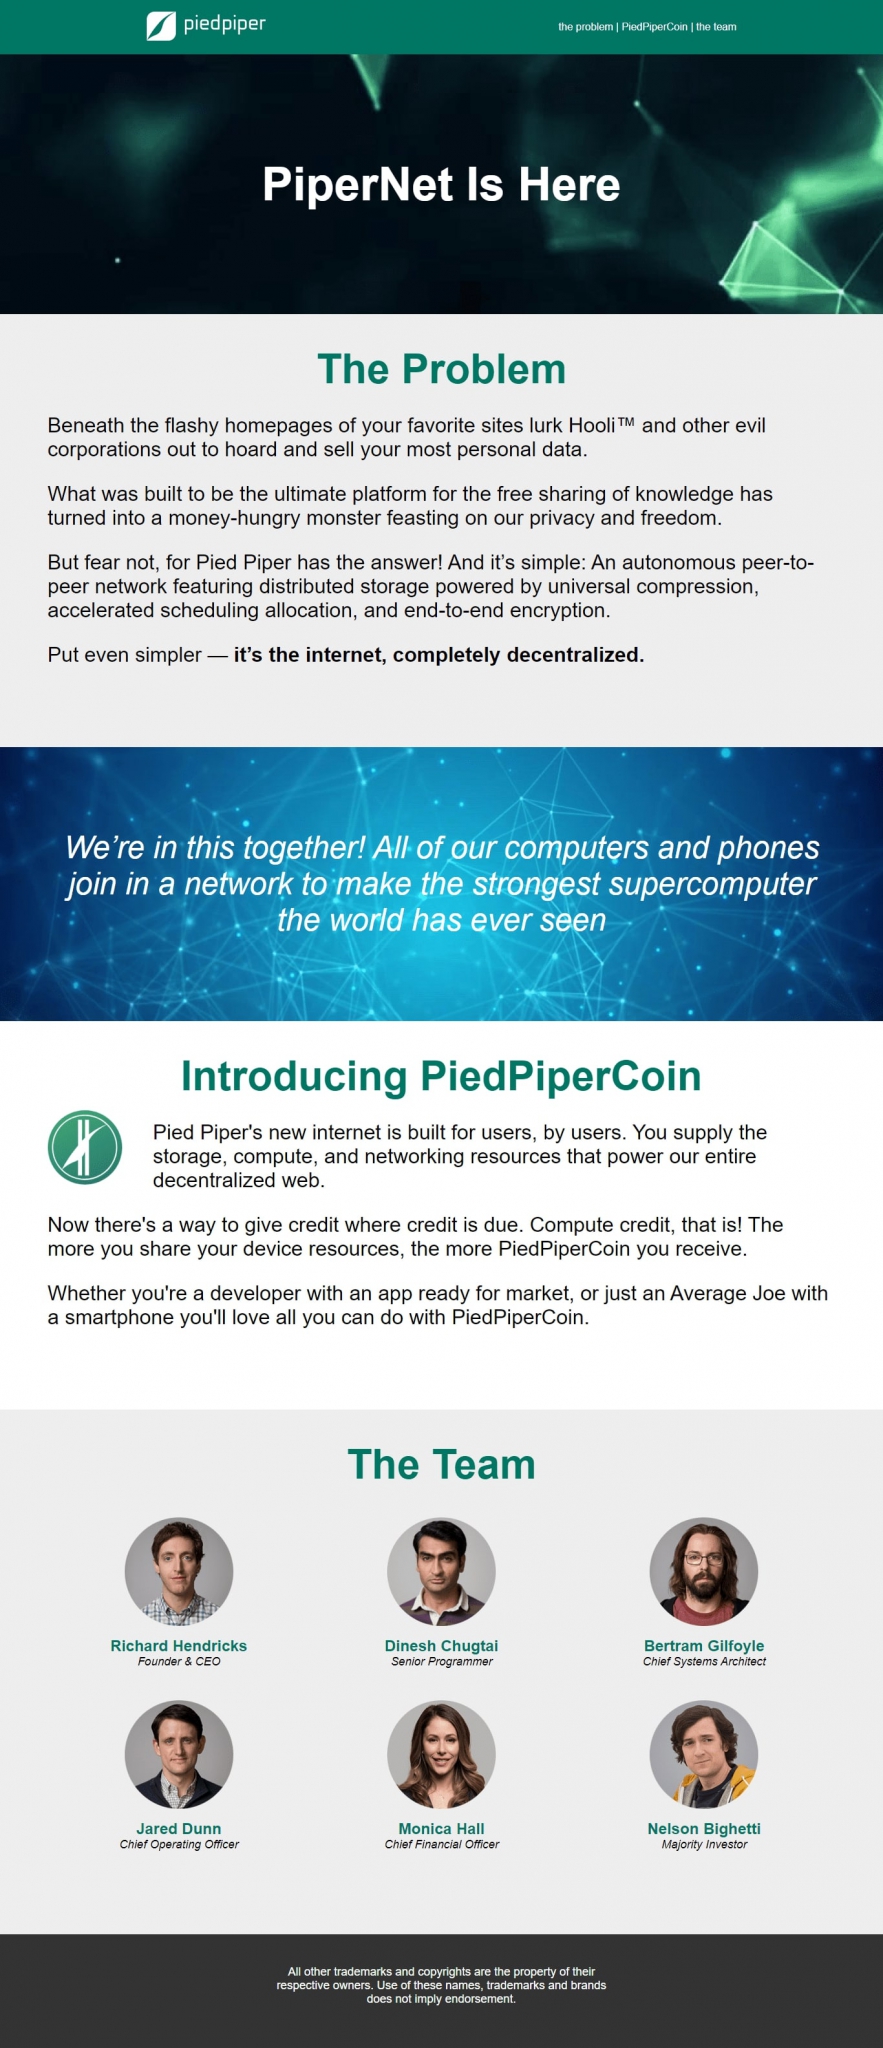 piedpiper
the problem | PiedPiperCoin | the team
PiperNet Is Here
The Problem
Beneath the flashy homepages of your favorite sites lurk Hooli™ and other evil
corporations out to hoard and sell your most personal data.
What was built to be the ultimate platform for the free sharing of knowledge has
turned into a money-hungry monster feasting on our privacy and freedom.
But fear not, for Pied Piper has the answer! And it’s simple: An autonomous peer-to-
peer network featuring distributed storage powered by universal compression,
accelerated scheduling allocation, and end-to-end encryption.
Put even simpler — it’s the internet, completely decentralized.
We’re in this together! All of our computers and phones
join in a network to make the strongest supercomputer
the world has ever seen
Introducing PiedPiperCoin
Pied Piper's new internet is built for users, by users. You supply the
storage, compute, and networking resources that power our entire
decentralized web.
Now there's a way to give credit where credit is due. Compute credit, that is! The
more you share your device resources, the more PiedPiperCoin you receive.
Whether you're a developer with an app ready for market, or just an Average Joe with
a smartphone you'll love all you can do with PiedPiperCoin.
The Team
Richard Hendricks
Founder & CEO
Dinesh Chugtai
Senior Programmer
Bertram Gilfoyle
Chief Systems Architect
Jared Dunn
Chief Operating Officer
Monica Hall
Chief Financial Officer
Nelson Bighetti
Majority Investor
All other trademarks and copyrights are the property of their
respective owners. Use of these names, trademarks and brands
does not imply endorsement.